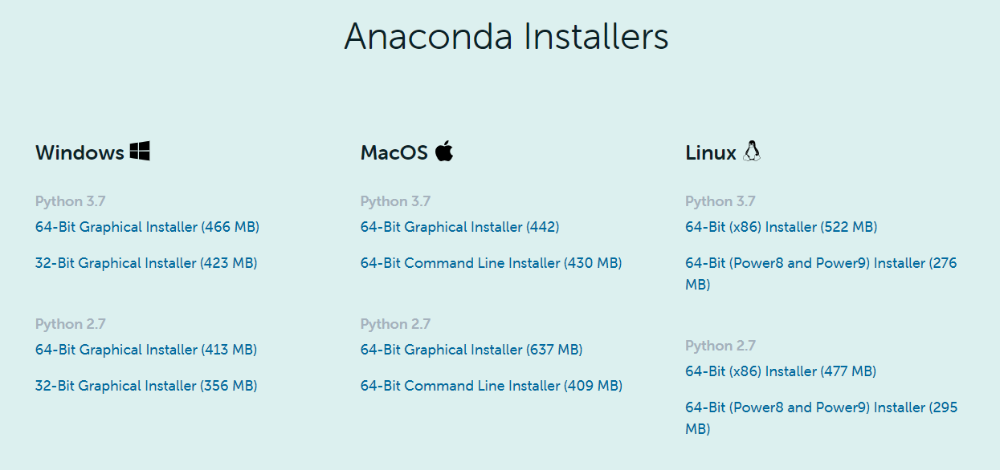 Anaconda Installers
Windows
Python 3.7
64-Bit Graphical Installer (466 MB)
32-Bit Graphical Installer (423 MB)
Python 2.7
64-Bit Graphical Installer (413 MB)
32-Bit Graphical Installer (356 MB)
MacOS
Python 3.7
64-Bit Graphical Installer (442)
64-Bit Command Line Installer (430 MB)
Python 2.7
64-Bit Graphical Installer (637 MB)
64-Bit Command Line Installer (409 MB)
Linux
Python 3.7
64-Bit (x86) Installer (522 MB)
64-Bit (Power8 and Power9) Installer (276
MB)
Python 2.7
64-Bit (x86) Installer (477 MB)
64-Bit (Power8 and Power9) Installer (295
MB)